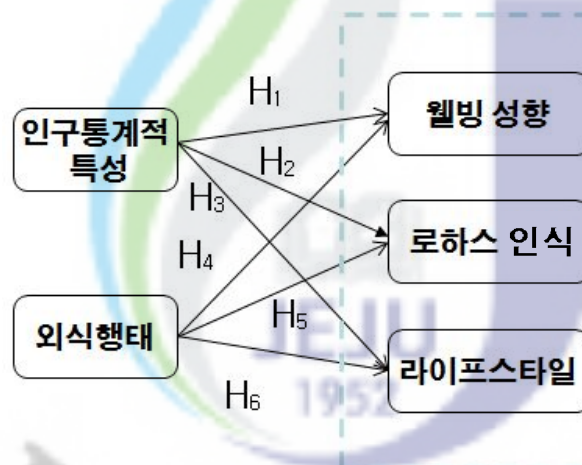 H1
웰빙 성향
인구통계적
특성
H2
H3
로하스 인식
H4
외식행태
H5
JEJU
라이프스타일
H6
1952